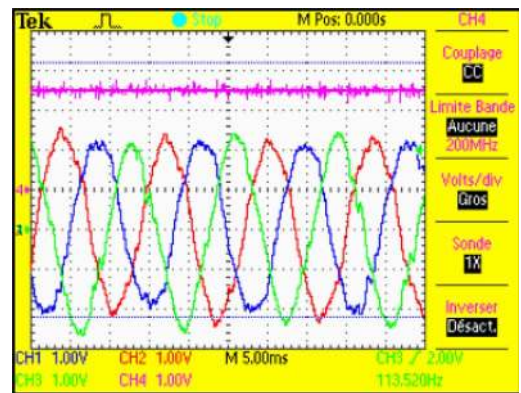 Tek Stop M Pos: 0.000s CH4
Couplage
CC
Limite Bande
Aucune
200MHz
Volts/div
Gros
Sonde
1X
Inverser
Désact.
CH1 1.00V CH2 1.00V M 5.00ms CH3 / 2.00V
CH3 1.00V CH4 1.00V 113.520Hz